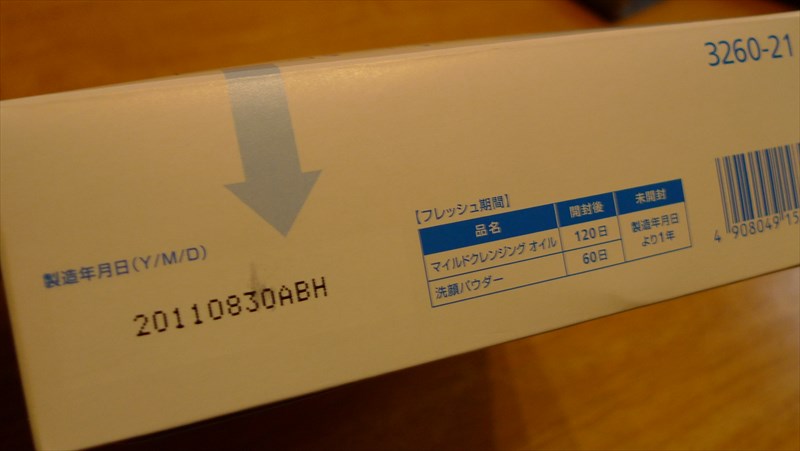 3260-21
製造年月日(Y/M/D)
20110830ABH
【フレッシュ期間】
品名 開封後 未開封
マイルドクレンジング オイル 120日 製造年月日
より1年
洗顔パウダー 60日
4 908049 15